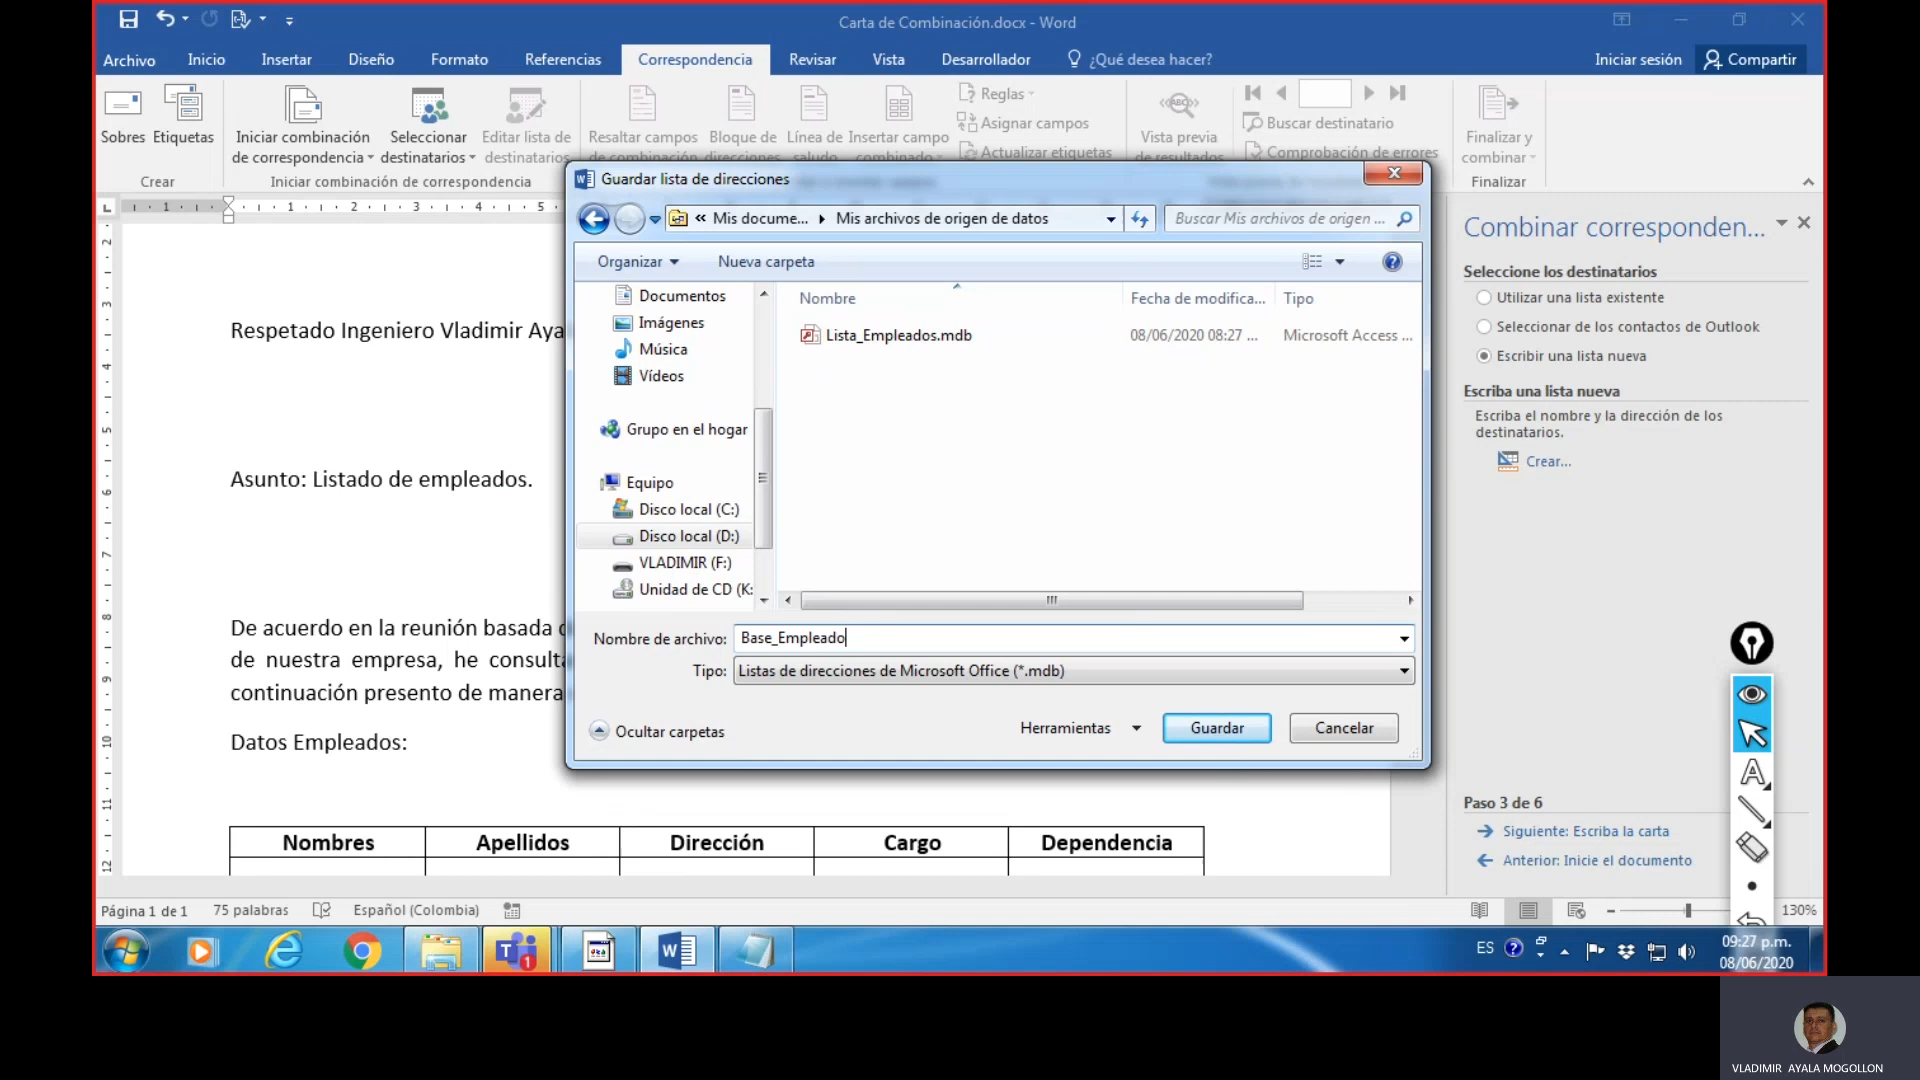 Carta de Combinación.docx - Word
Archivo Inicio Insertar Diseño Formato Referencias Correspondencia Revisar Vista Desarrollador ¿Qué desea hacer? Iniciar sesión Compartir
Sobres Etiquetas
Crear
Iniciar combinación de correspondencia
Seleccionar destinatarios
Editar lista de destinatarios
Iniciar combinación de correspondencia
Resaltar campos de combinación
Bloque de direcciones
Línea de saludo
Insertar campo combinado
Reglas
Asignar campos
Actualizar etiquetas
ABC
Vista previa de resultados
Buscar destinatario
Comprobación de errores
Finalizar y combinar
Finalizar
Guardar lista de direcciones
« Mis docume... Mis archivos de origen de datos
Buscar Mis archivos de origen ...
Organizar Nueva carpeta
Documentos
Imágenes
Música
Vídeos
Grupo en el hogar
Equipo
Disco local (C:)
Disco local (D:)
VLADIMIR (F:)
Unidad de CD (K:
Nombre Fecha de modifica... Tipo
Lista_Empleados.mdb 08/06/2020 08:27 ... Microsoft Access ...
Nombre de archivo: Base_Empleado
Tipo: Listas de direcciones de Microsoft Office (*.mdb)
Ocultar carpetas Herramientas Guardar Cancelar
Respetado Ingeniero Vladimir Aya
Asunto: Listado de empleados.
De acuerdo en la reunión basada
de nuestra empresa, he consulta
continuación presento de manera
Datos Empleados:
Nombres Apellidos Dirección Cargo Dependencia
Combinar corresponden...
Seleccione los destinatarios
Utilizar una lista existente
Seleccionar de los contactos de Outlook
Escribir una lista nueva
Escriba una lista nueva
Escriba el nombre y la dirección de los
destinatarios.
Crear...
Paso 3 de 6
Siguiente: Escriba la carta
Anterior: Inicie el documento
Página 1 de 1 75 palabras Español (Colombia) 130%
ES 09:27 p.m.
08/06/2020
VLADIMIR AYALA MOGOLLON